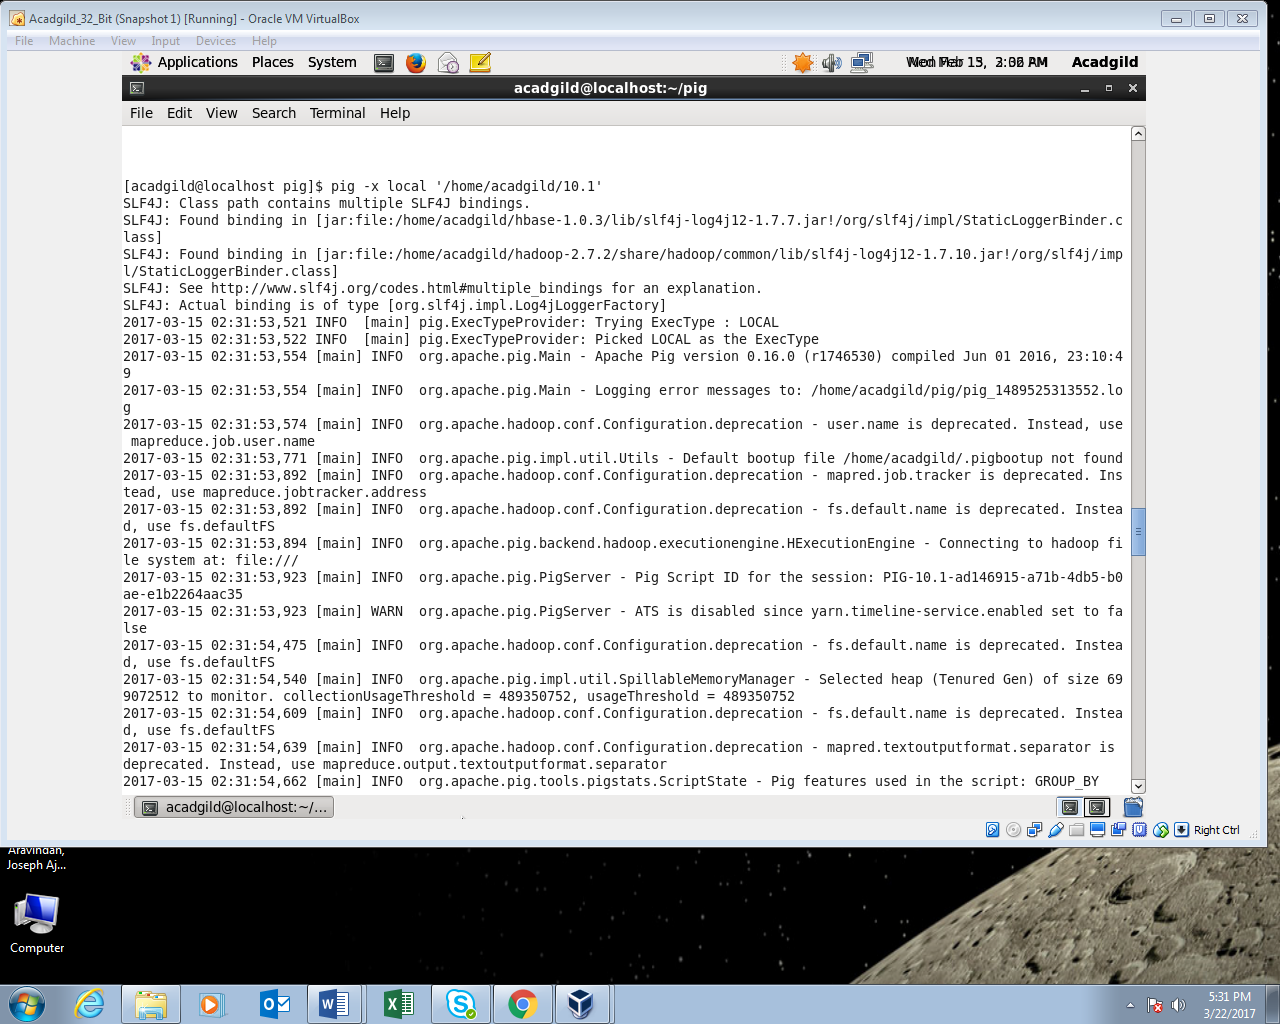 Acadgild_32_Bit (Snapshot 1) [Running] - Oracle VM VirtualBox
File Machine View Input Devices Help
Applications Places System
Acadgild
acadgild@localhost:~/pig
File Edit View Search Terminal Help
[acadgild@localhost pig]$ pig -x local '/home/acadgild/10.1'
SLF4J: Class path contains multiple SLF4J bindings.
SLF4J: Found binding in [jar:file:/home/acadgild/hbase-1.0.3/lib/slf4j-log4j12-1.7.7.jar!/org/slf4j/impl/StaticLoggerBinder.c
lass]
SLF4J: Found binding in [jar:file:/home/acadgild/hadoop-2.7.2/share/hadoop/common/lib/slf4j-log4j12-1.7.10.jar!/org/slf4j/imp
l/StaticLoggerBinder.class]
SLF4J: See http://www.slf4j.org/codes.html#multiple_bindings for an explanation.
SLF4J: Actual binding is of type [org.slf4j.impl.Log4jLoggerFactory]
2017-03-15 02:31:53,521 INFO  [main] pig.ExecTypeProvider: Trying ExecType : LOCAL
2017-03-15 02:31:53,522 INFO  [main] pig.ExecTypeProvider: Picked LOCAL as the ExecType
2017-03-15 02:31:53,554 [main] INFO  org.apache.pig.Main - Apache Pig version 0.16.0 (r1746530) compiled Jun 01 2016, 23:10:4
9
2017-03-15 02:31:53,554 [main] INFO  org.apache.pig.Main - Logging error messages to: /home/acadgild/pig/pig_1489525313552.lo
g
2017-03-15 02:31:53,574 [main] INFO  org.apache.hadoop.conf.Configuration.deprecation - user.name is deprecated. Instead, use
 mapreduce.job.user.name
2017-03-15 02:31:53,771 [main] INFO  org.apache.pig.impl.util.Utils - Default bootup file /home/acadgild/.pigbootup not found
2017-03-15 02:31:53,892 [main] INFO  org.apache.hadoop.conf.Configuration.deprecation - mapred.job.tracker is deprecated. Ins
tead, use mapreduce.jobtracker.address
2017-03-15 02:31:53,892 [main] INFO  org.apache.hadoop.conf.Configuration.deprecation - fs.default.name is deprecated. Instea
d, use fs.defaultFS
2017-03-15 02:31:53,894 [main] INFO  org.apache.pig.backend.hadoop.executionengine.HExecutionEngine - Connecting to hadoop fi
le system at: file:///
2017-03-15 02:31:53,923 [main] INFO  org.apache.pig.PigServer - Pig Script ID for the session: PIG-10.1-ad146915-a71b-4db5-b0
ae-e1b2264aac35
2017-03-15 02:31:53,923 [main] WARN  org.apache.pig.PigServer - ATS is disabled since yarn.timeline-service.enabled set to fa
lse
2017-03-15 02:31:54,475 [main] INFO  org.apache.hadoop.conf.Configuration.deprecation - fs.default.name is deprecated. Instea
d, use fs.defaultFS
2017-03-15 02:31:54,540 [main] INFO  org.apache.pig.impl.util.SpillableMemoryManager - Selected heap (Tenured Gen) of size 69
9072512 to monitor. collectionUsageThreshold = 489350752, usageThreshold = 489350752
2017-03-15 02:31:54,609 [main] INFO  org.apache.hadoop.conf.Configuration.deprecation - fs.default.name is deprecated. Instea
d, use fs.defaultFS
2017-03-15 02:31:54,639 [main] INFO  org.apache.hadoop.conf.Configuration.deprecation - mapred.textoutputformat.separator is
deprecated. Instead, use mapreduce.output.textoutputformat.separator
2017-03-15 02:31:54,662 [main] INFO  org.apache.pig.tools.pigstats.ScriptState - Pig features used in the script: GROUP_BY
acadgild@localhost:~/...
Right Ctrl
Aravindan,
Joseph Aj...
Computer
5:31 PM
3/22/2017